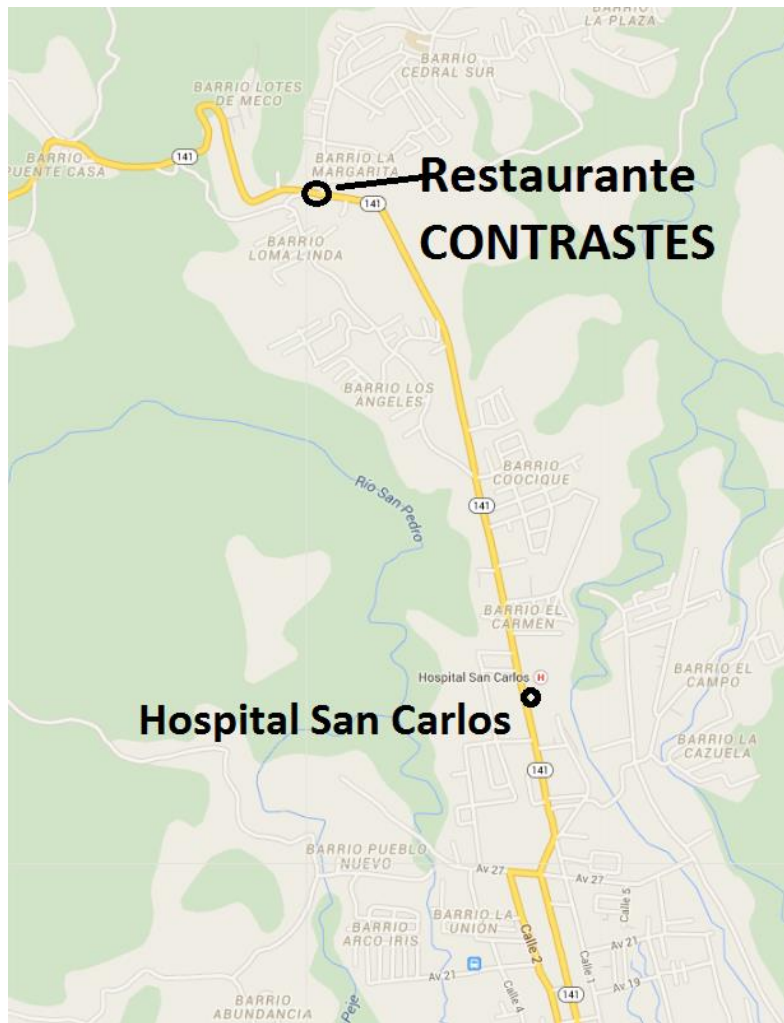 BARRIO
LA PLAZA
BARRIO
CEDRAL SUR
BARRIO LOTES
DE MECO
141
BARRIO
PUENTE CASA
BARRIO LA
MARGARITA
Restaurante
CONTRASTES
141
BARRIO
LOMA LINDA
BARRIO LOS
ÁNGELES
BARRIO
COOCIQUE
Río San Pedro
141
BARRIO EL
CARMEN
Hospital San Carlos H
BARRIO EL
CAMPO
Hospital San Carlos
BARRIO LA
CAZUELA
141
BARRIO PUEBLO
NUEVO
Av 27
Av 27
Calle 5
BARRIO
ARCO IRIS
BARRIO LA
UNIÓN
Calle 2
Av 21
Av 21
Calle 1
Av 19
BARRIO
ABUNDANCIA
Peje
Calle 4
141